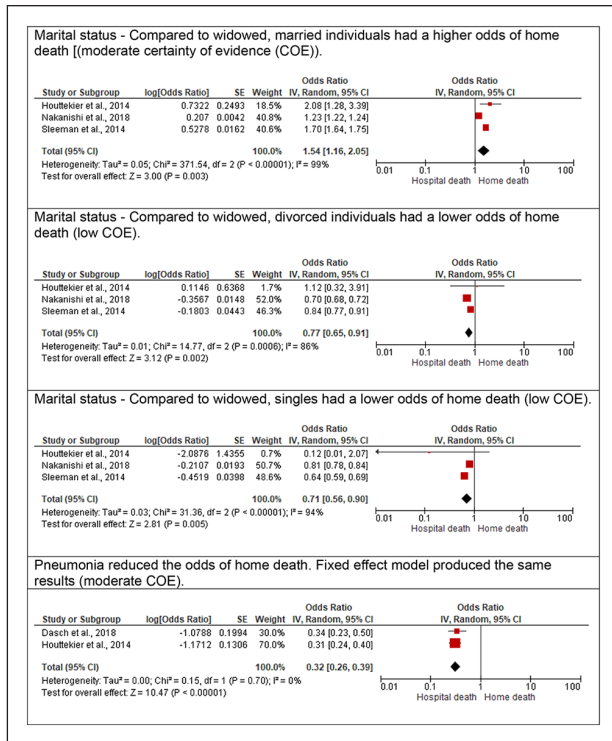 Marital status - Compared to widowed, married individuals had a higher odds of home
death [(moderate certainty of evidence (COE)).
Odds Ratio Odds Ratio
Study or Subgroup log[Odds Ratio] SE Weight IV, Random, 95% CI IV, Random, 95% CI
Houttekier et al., 2014 0.7322 0.2493 18.5% 2.08 [1.28, 3.39]
Nakanishi et al., 2018 0.207 0.0042 40.8% 1.23 [1.22, 1.24]
Sleeman et al., 2014 0.5278 0.0162 40.6% 1.70 [1.64, 1.75]
Total (95% CI) 100.0% 1.54 [1.16, 2.05]
Heterogeneity: Tau² = 0.05; Chi² = 371.54, df = 2 (P < 0.00001); I² = 99%
Test for overall effect: Z = 3.00 (P = 0.003)
0.01 0.1 1 10 100
Hospital death Home death
Marital status - Compared to widowed, divorced individuals had a lower odds of home
death (low COE).
Odds Ratio Odds Ratio
Study or Subgroup log[Odds Ratio] SE Weight IV, Random, 95% CI IV, Random, 95% CI
Houttekier et al., 2014 0.1146 0.6368 1.7% 1.12 [0.32, 3.91]
Nakanishi et al., 2018 -0.3567 0.0148 52.0% 0.70 [0.68, 0.72]
Sleeman et al., 2014 -0.1803 0.0443 46.3% 0.84 [0.77, 0.91]
Total (95% CI) 100.0% 0.77 [0.65, 0.91]
Heterogeneity: Tau² = 0.01; Chi² = 14.77, df = 2 (P = 0.0006); I² = 86%
Test for overall effect: Z = 3.12 (P = 0.002)
0.01 0.1 1 10 100
Hospital death Home death
Marital status - Compared to widowed, singles had a lower odds of home death (low COE).
Odds Ratio Odds Ratio
Study or Subgroup log[Odds Ratio] SE Weight IV, Random, 95% CI IV, Random, 95% CI
Houttekier et al., 2014 -2.0876 1.4355 0.7% 0.12 [0.01, 2.07]
Nakanishi et al., 2018 -0.2107 0.0193 50.7% 0.81 [0.78, 0.84]
Sleeman et al., 2014 -0.4519 0.0398 48.6% 0.64 [0.59, 0.69]
Total (95% CI) 100.0% 0.71 [0.56, 0.90]
Heterogeneity: Tau² = 0.03; Chi² = 31.36, df = 2 (P < 0.00001); I² = 94%
Test for overall effect: Z = 2.81 (P = 0.005)
0.01 0.1 1 10 100
Hospital death Home death
Pneumonia reduced the odds of home death. Fixed effect model produced the same
results (moderate COE).
Odds Ratio Odds Ratio
Study or Subgroup log[Odds Ratio] SE Weight IV, Random, 95% CI IV, Random, 95% CI
Dasch et al., 2018 -1.0788 0.1994 30.0% 0.34 [0.23, 0.50]
Houttekier et al., 2014 -1.1712 0.1306 70.0% 0.31 [0.24, 0.40]
Total (95% CI) 100.0% 0.32 [0.26, 0.39]
Heterogeneity: Tau² = 0.00; Chi² = 0.15, df = 1 (P = 0.70); I² = 0%
Test for overall effect: Z = 10.47 (P < 0.00001)
0.01 0.1 1 10 100
Hospital death Home death